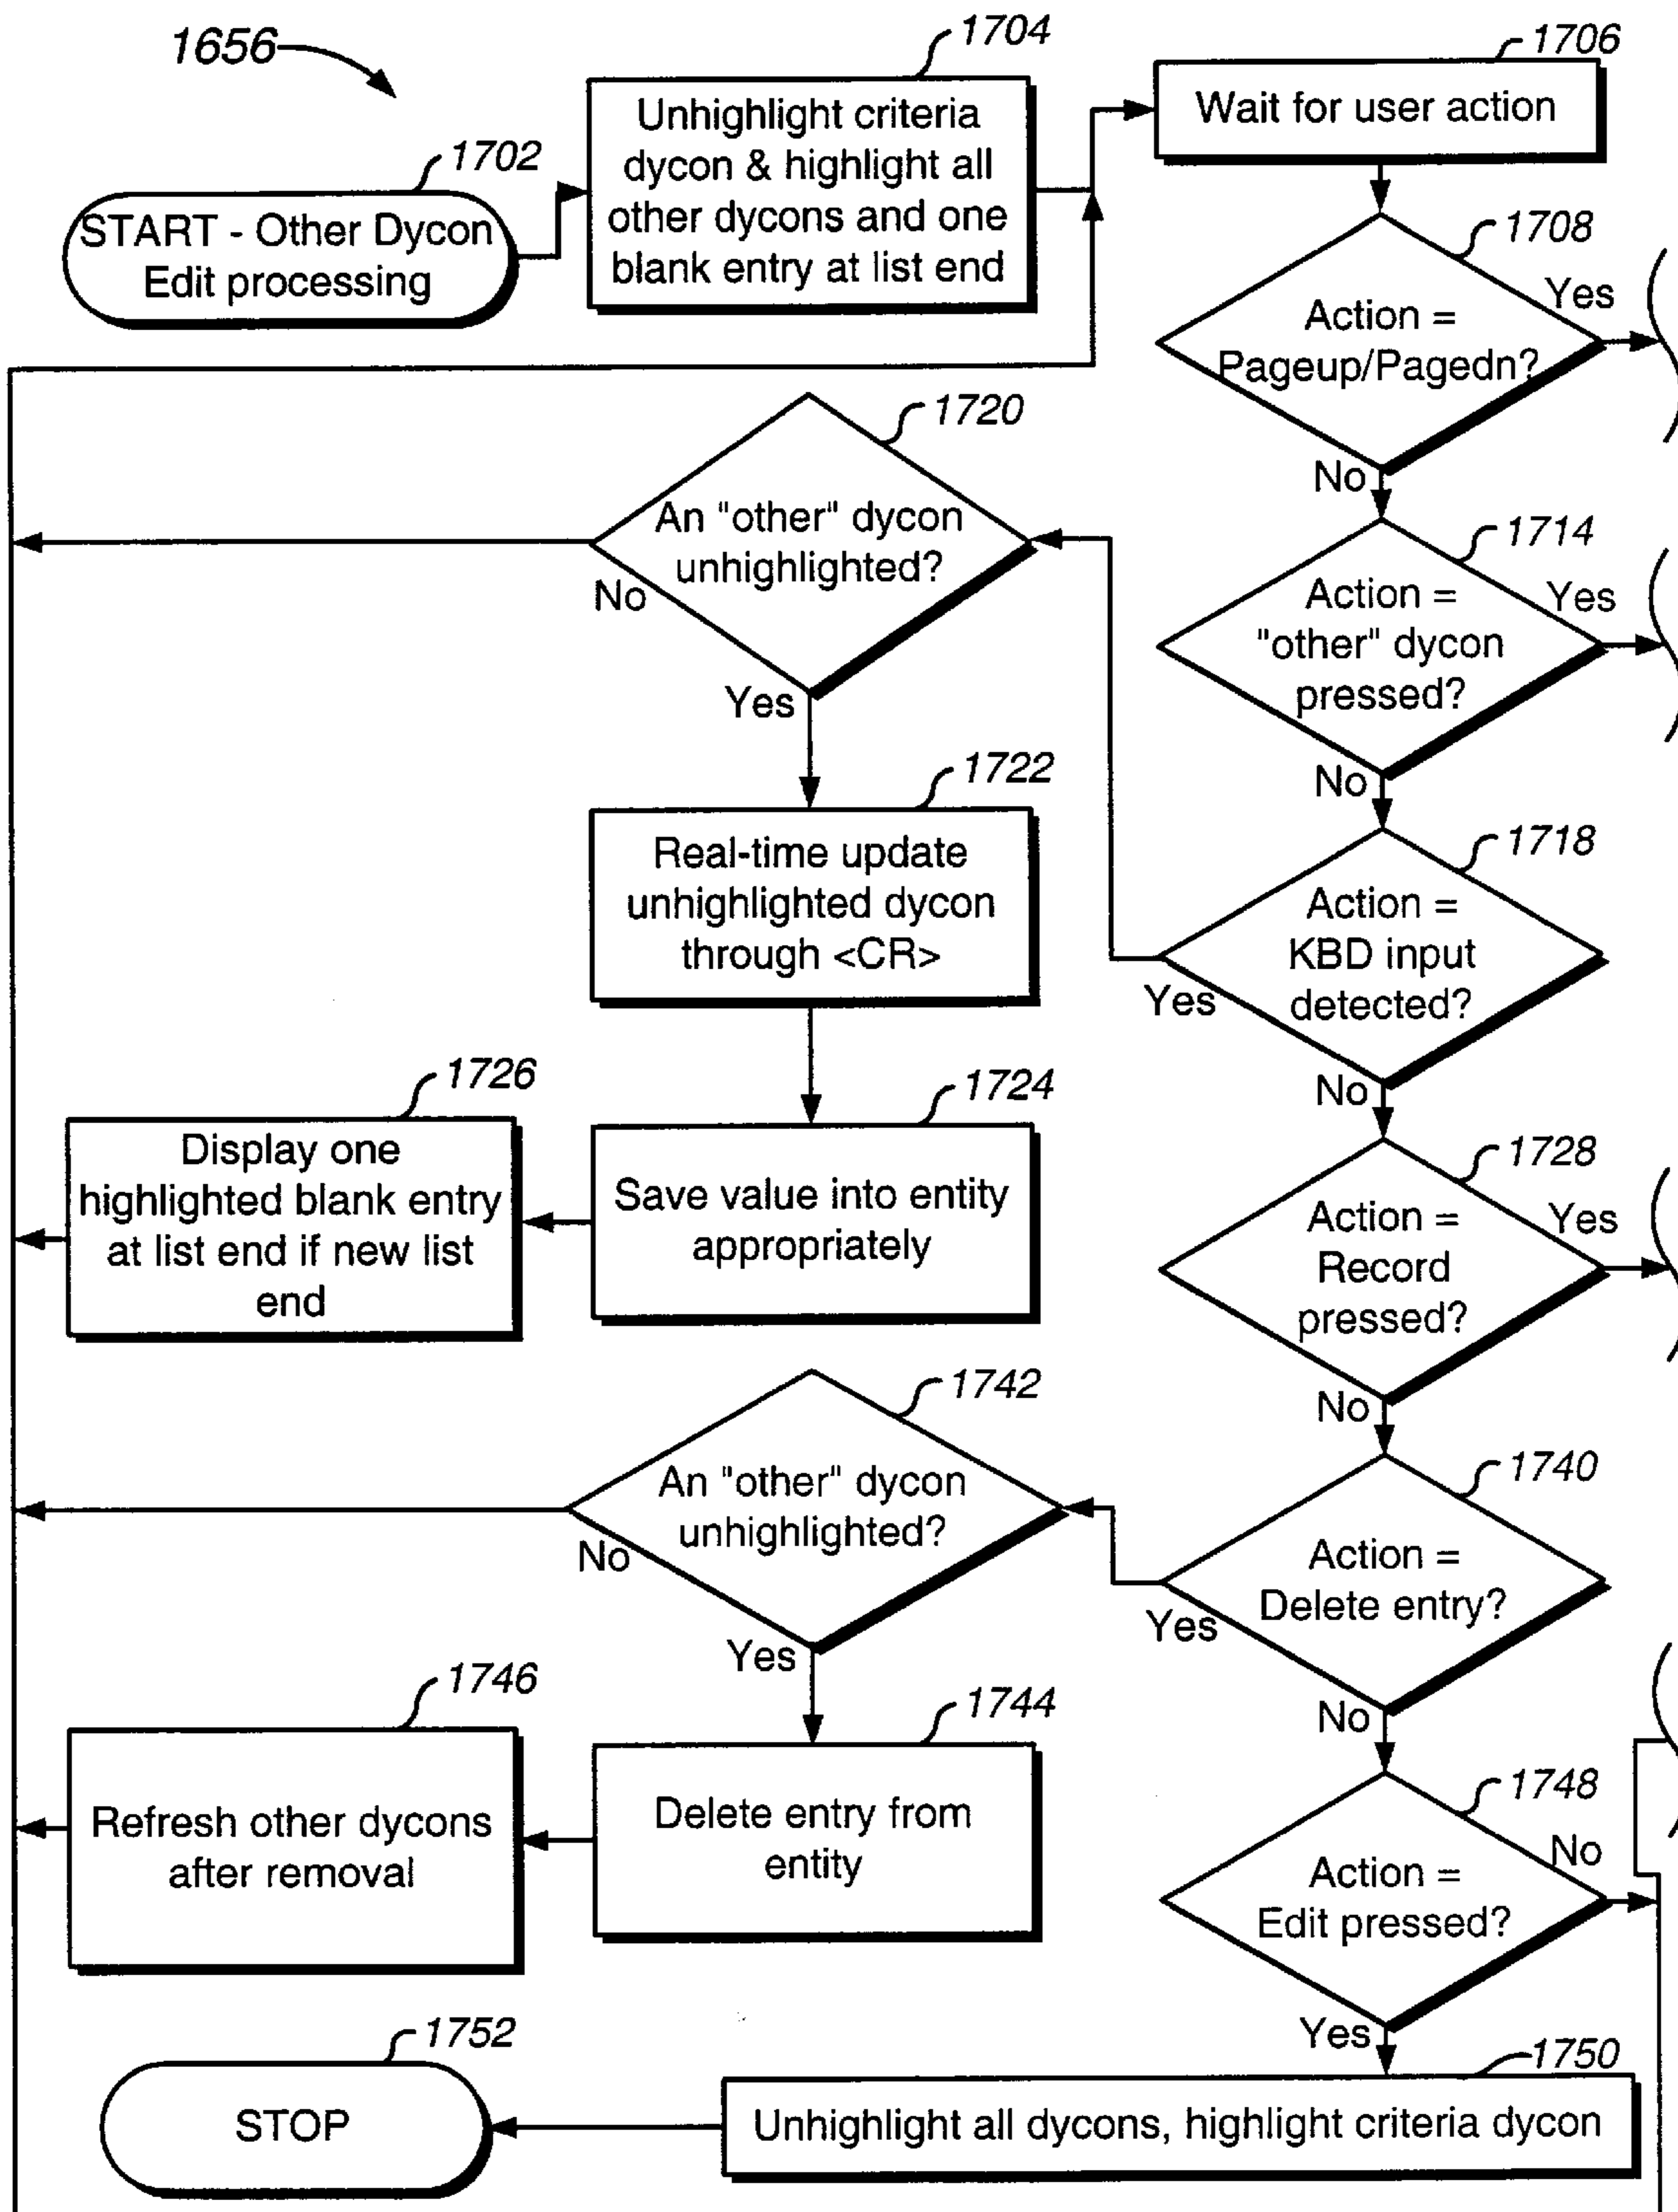 1656
1702
START - Other Dycon
Edit processing
1704
Unhighlight criteria
dycon & highlight all
other dycons and one
blank entry at list end
1706
Wait for user action
1708
Action =
Pageup/Pagedn?
Yes
No
1714
Action =
"other" dycon
pressed?
Yes
No
1718
Action =
KBD input
detected?
Yes
No
1720
An "other" dycon
unhighlighted?
No
Yes
1722
Real-time update
unhighlighted dycon
through <CR>
1724
Save value into entity
appropriately
1726
Display one
highlighted blank entry
at list end if new list
end
1728
Action =
Record
pressed?
Yes
No
1740
Action =
Delete entry?
Yes
No
1742
An "other" dycon
unhighlighted?
No
Yes
1744
Delete entry from
entity
1746
Refresh other dycons
after removal
1748
Action =
Edit pressed?
No
Yes
1750
Unhighlight all dycons, highlight criteria dycon
1752
STOP